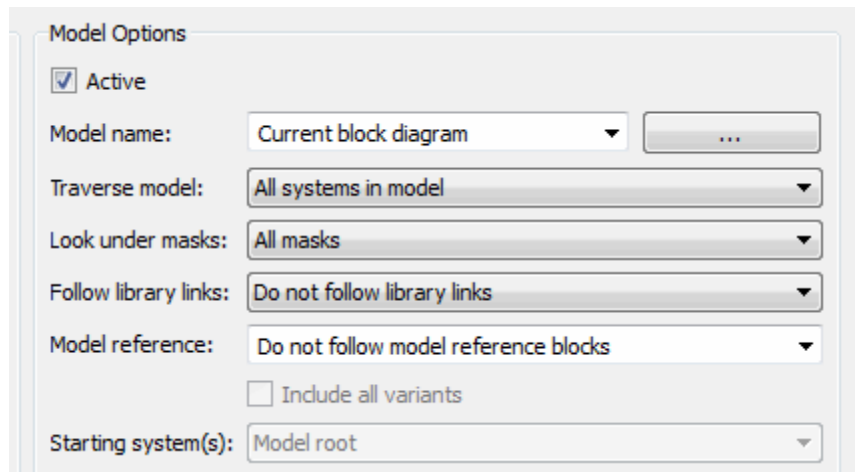 Model Options
Active
Model name: Current block diagram ...
Traverse model: All systems in model
Look under masks: All masks
Follow library links: Do not follow library links
Model reference: Do not follow model reference blocks
Include all variants
Starting system(s): Model root